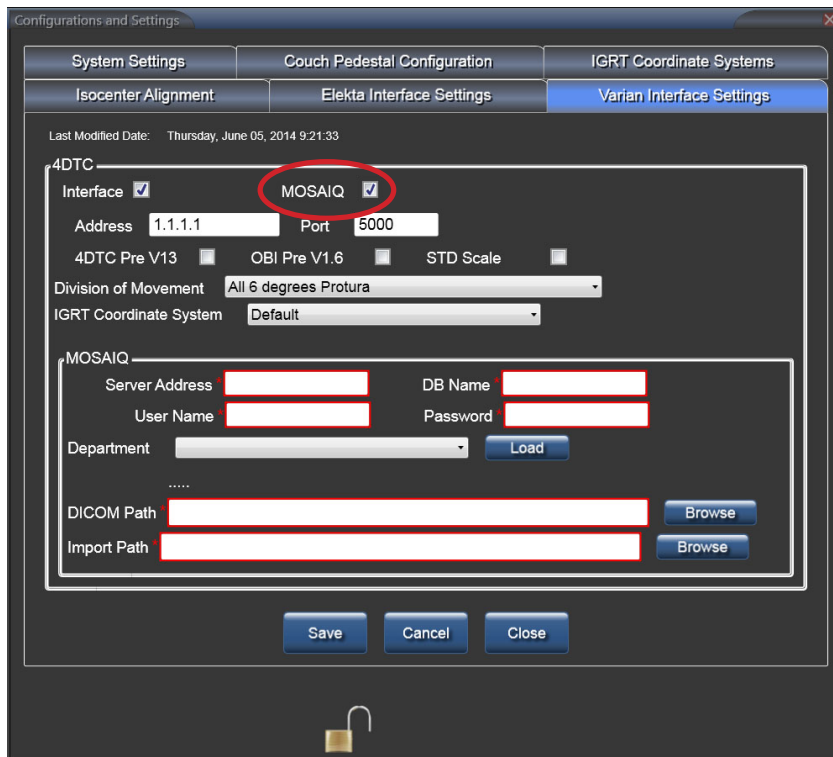 Configurations and Settings
System Settings Couch Pedestal Configuration IGRT Coordinate Systems
Isocenter Alignment Elekta Interface Settings Varian Interface Settings
Last Modified Date: Thursday, June 05, 2014 9:21:33
4DTC
Interface MOSAIQ
Address 1.1.1.1 Port 5000
4DTC Pre V13 OBI Pre V1.6 STD Scale
Division of Movement All 6 degrees Protura
IGRT Coordinate System Default
MOSAIQ
Server Address * DB Name *
User Name * Password *
Department Load
.....
DICOM Path * Browse
Import Path * Browse
Save Cancel Close